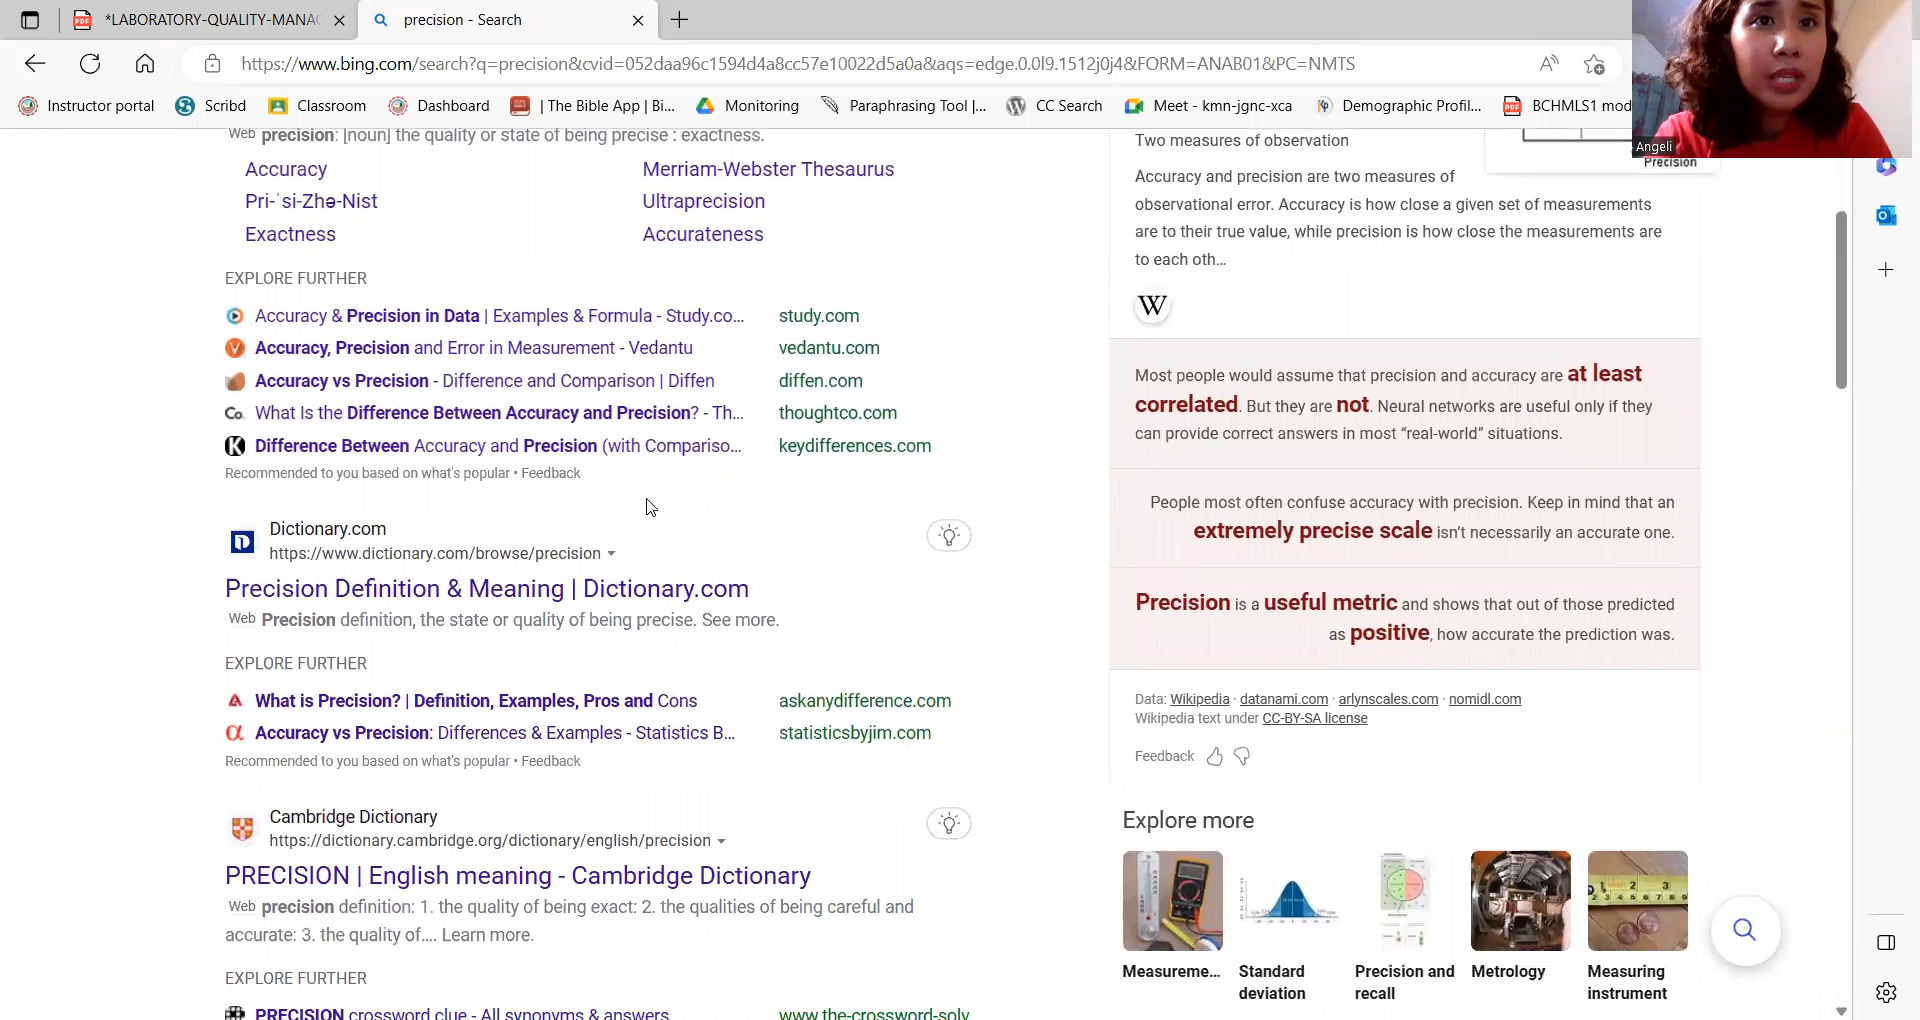 *LABORATORY-QUALITY-MANA
precision - Search
https://www.bing.com/search?q=precision&cvid=052daa96c1594d4a8cc57e10022d5a0a&aqs=edge.0.0l9.1512j0j4&FORM=ANAB01&PC=NMTS
Instructor portal
Scribd
Classroom
Dashboard
| The Bible App | Bi...
Monitoring
Paraphrasing Tool |...
CC Search
Meet - kmn-jgnc-xca
Demographic Profil...
BCHMLS1 mod
Angeli
Web precision: [noun] the quality or state of being precise : exactness.
Accuracy
Merriam-Webster Thesaurus
Pri-ˈsi-Zhə-Nist
Ultraprecision
Exactness
Accurateness
EXPLORE FURTHER
Accuracy & Precision in Data | Examples & Formula - Study.co... study.com
Accuracy, Precision and Error in Measurement - Vedantu vedantu.com
Accuracy vs Precision - Difference and Comparison | Diffen diffen.com
Co. What Is the Difference Between Accuracy and Precision? - Th... thoughtco.com
K Difference Between Accuracy and Precision (with Compariso... keydifferences.com
Recommended to you based on what's popular • Feedback
Dictionary.com
https://www.dictionary.com/browse/precision
Precision Definition & Meaning | Dictionary.com
Web Precision definition, the state or quality of being precise. See more.
EXPLORE FURTHER
What is Precision? | Definition, Examples, Pros and Cons askanydifference.com
Accuracy vs Precision: Differences & Examples - Statistics B... statisticsbyjim.com
Recommended to you based on what's popular • Feedback
Cambridge Dictionary
https://dictionary.cambridge.org/dictionary/english/precision
PRECISION | English meaning - Cambridge Dictionary
Web precision definition: 1. the quality of being exact: 2. the qualities of being careful and
accurate: 3. the quality of.... Learn more.
EXPLORE FURTHER
PRECISION crossword clue - All synonyms & answers www.the-crossword-solv
Precision
Two measures of observation
Accuracy and precision are two measures of
observational error. Accuracy is how close a given set of measurements
are to their true value, while precision is how close the measurements are
to each oth...
W
Most people would assume that precision and accuracy are at least
correlated. But they are not. Neural networks are useful only if they
can provide correct answers in most “real-world” situations.
People most often confuse accuracy with precision. Keep in mind that an
extremely precise scale isn’t necessarily an accurate one.
Precision is a useful metric and shows that out of those predicted
as positive, how accurate the prediction was.
Data: Wikipedia · datanami.com · arlynscales.com · nomidl.com
Wikipedia text under CC-BY-SA license
Feedback
Explore more
Measureme...
Standard
deviation
Precision and
recall
Metrology
Measuring
instrument